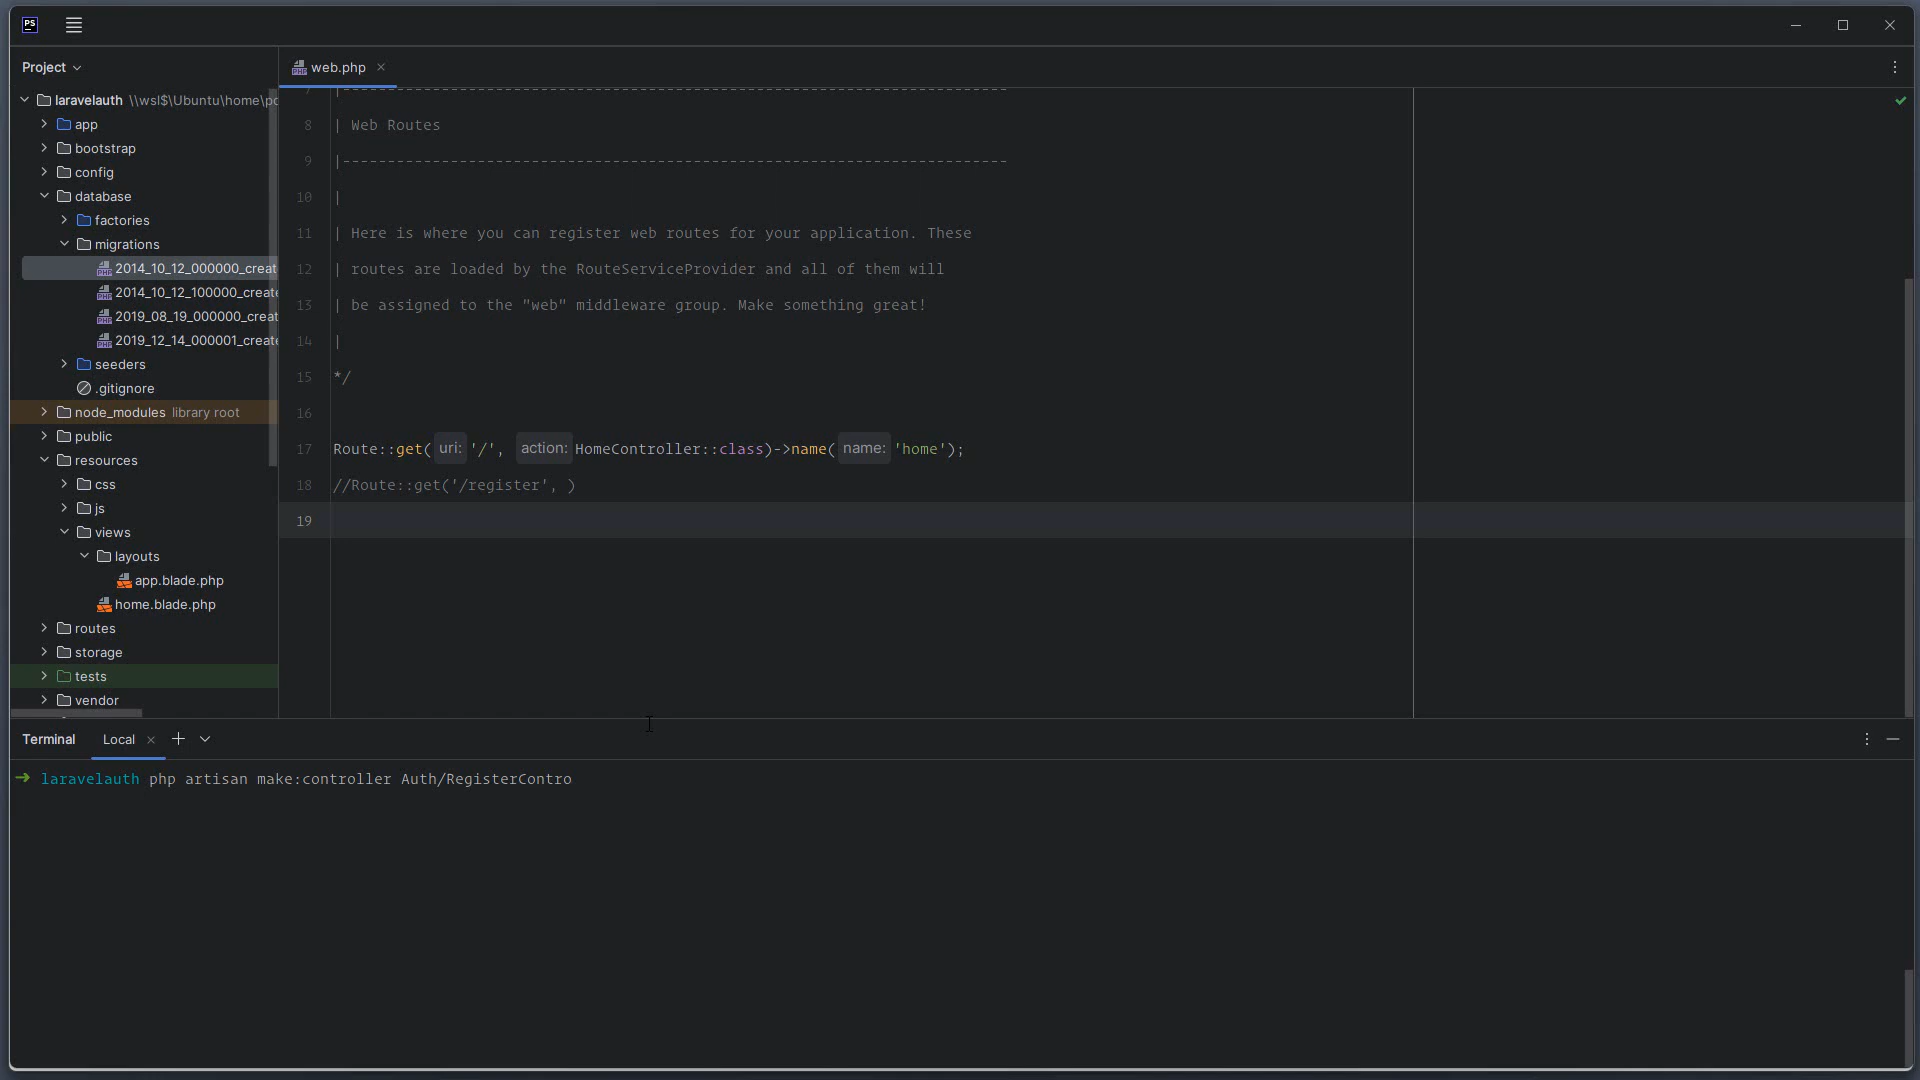 PS
Project
web.php
laravelauth \\wsl$\Ubuntu\home\po
app
bootstrap
config
database
factories
migrations
2014_10_12_000000_creat
2014_10_12_100000_create
2019_08_19_000000_creat
2019_12_14_000001_create
seeders
.gitignore
node_modules library root
public
resources
css
js
views
layouts
app.blade.php
home.blade.php
routes
storage
tests
vendor
7 |--------------------------------------------------------------------------
8 | Web Routes
9 |--------------------------------------------------------------------------
10 |
11 | Here is where you can register web routes for your application. These
12 | routes are loaded by the RouteServiceProvider and all of them will
13 | be assigned to the "web" middleware group. Make something great!
14 |
15 */
16
17 Route::get( uri: '/', action: HomeController::class)->name( name: 'home');
18 //Route::get('/register', )
19
Terminal Local
→ laravelauth php artisan make:controller Auth/RegisterContro